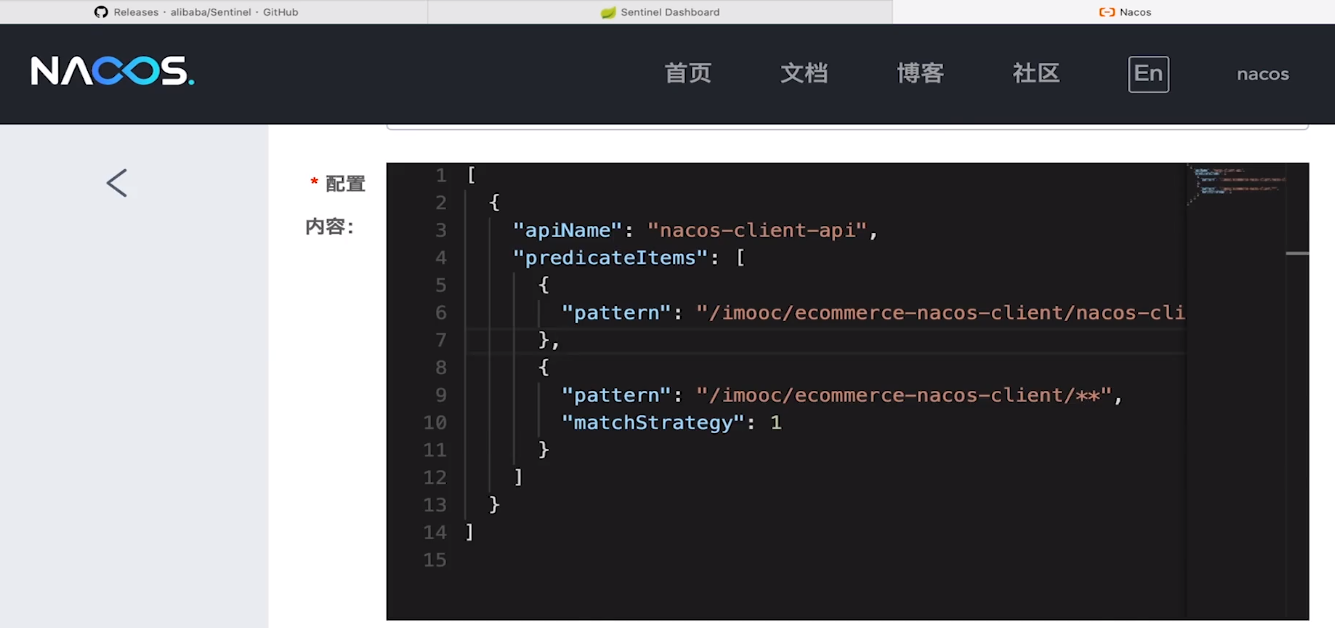 Releases · alibaba/Sentinel · GitHub
Sentinel Dashboard
Nacos
NACOS.
首页
文档
博客
社区
En
nacos
* 配置
内容：
1 [
2 {
3 "apiName": "nacos-client-api",
4 "predicateItems": [
5 {
6 "pattern": "/imooc/ecommerce-nacos-client/nacos-cli
7 },
8 {
9 "pattern": "/imooc/ecommerce-nacos-client/**",
10 "matchStrategy": 1
11 }
12 ]
13 }
14 ]
15